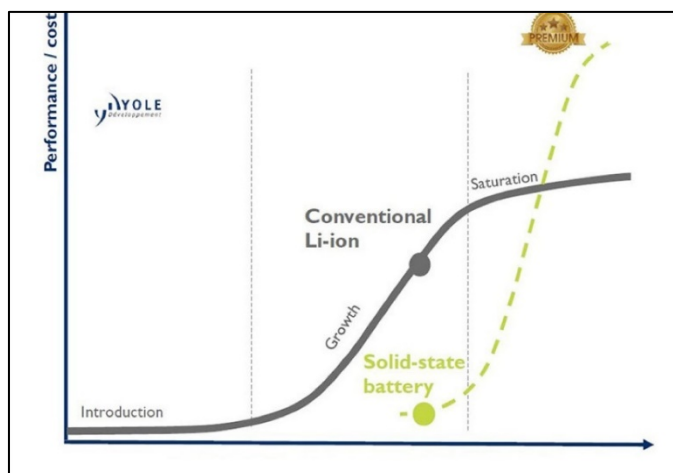 Performance / cost
PREMIUM
YOLE
Développement
Saturation
Conventional
Li-ion
Growth
Solid-state
battery
Introduction